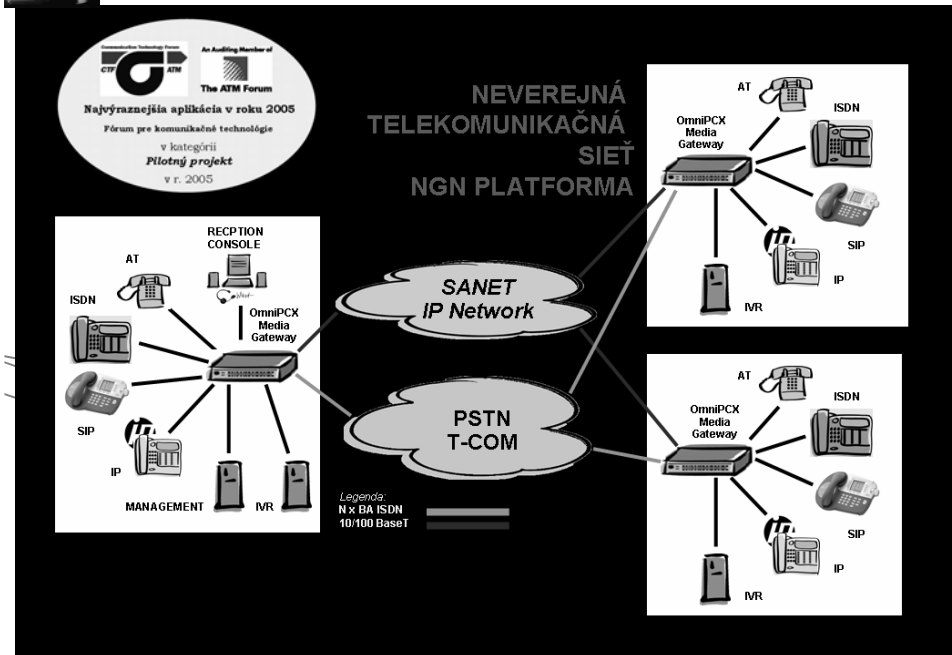 Communication Technology Forum
CTF ATM
An Auditing Member of
The ATM Forum
Najvýraznejšia aplikácia v roku 2005
Fórum pre komunikačné technológie
v kategórii
Pilotný projekt
v r. 2005
NEVEREJNÁ
TELEKOMUNIKAČNÁ
SIEŤ
NGN PLATFORMA
RECPTION
CONSOLE
AT
ISDN
OmniPCX
Media
Gateway
SIP
IP
MANAGEMENT
IVR
SANET
IP Network
PSTN
T-COM
Legenda:
N x BA ISDN
10/100 BaseT
AT
ISDN
OmniPCX
Media
Gateway
SIP
IP
IVR
AT
ISDN
OmniPCX
Media
Gateway
SIP
IP
IVR